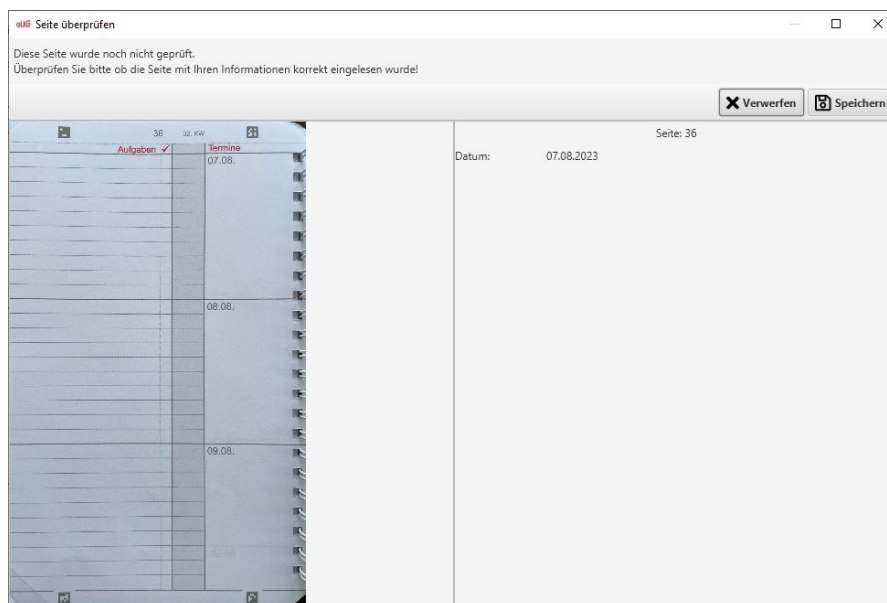 Seite überprüfen
Diese Seite wurde noch nicht geprüft.
Überprüfen Sie bitte ob die Seite mit Ihren Informationen korrekt eingelesen wurde!
Verwerfen
Speichern
36 32. KW
Aufgaben ✓ Termine
07.08.
08.08.
09.08.
Seite: 36
Datum: 07.08.2023